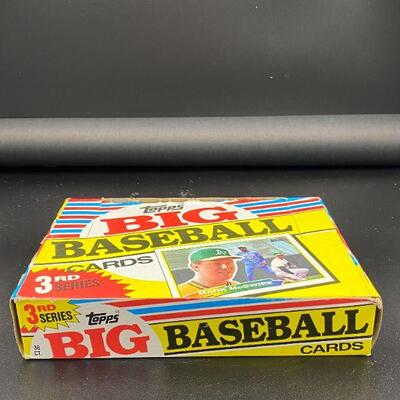 Topps
BIG
BASEBALL
CARDS
3RD
SERIES
MARK McGWIRE
3RD
SERIES
Topps
BIG
BASEBALL
CARDS
36
CT.